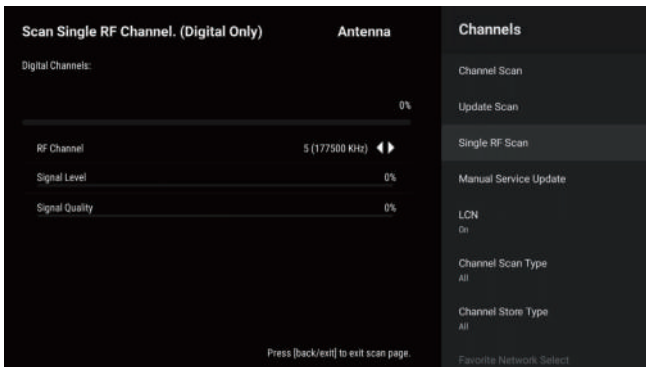 Scan Single RF Channel. (Digital Only) Antenna
Digital Channels:
0%
RF Channel 5 (177500 KHz)
Signal Level 0%
Signal Quality 0%
Press [back/exit] to exit scan page.
Channels
Channel Scan
Update Scan
Single RF Scan
Manual Service Update
LCN
On
Channel Scan Type
All
Channel Store Type
All
Favorite Network Select